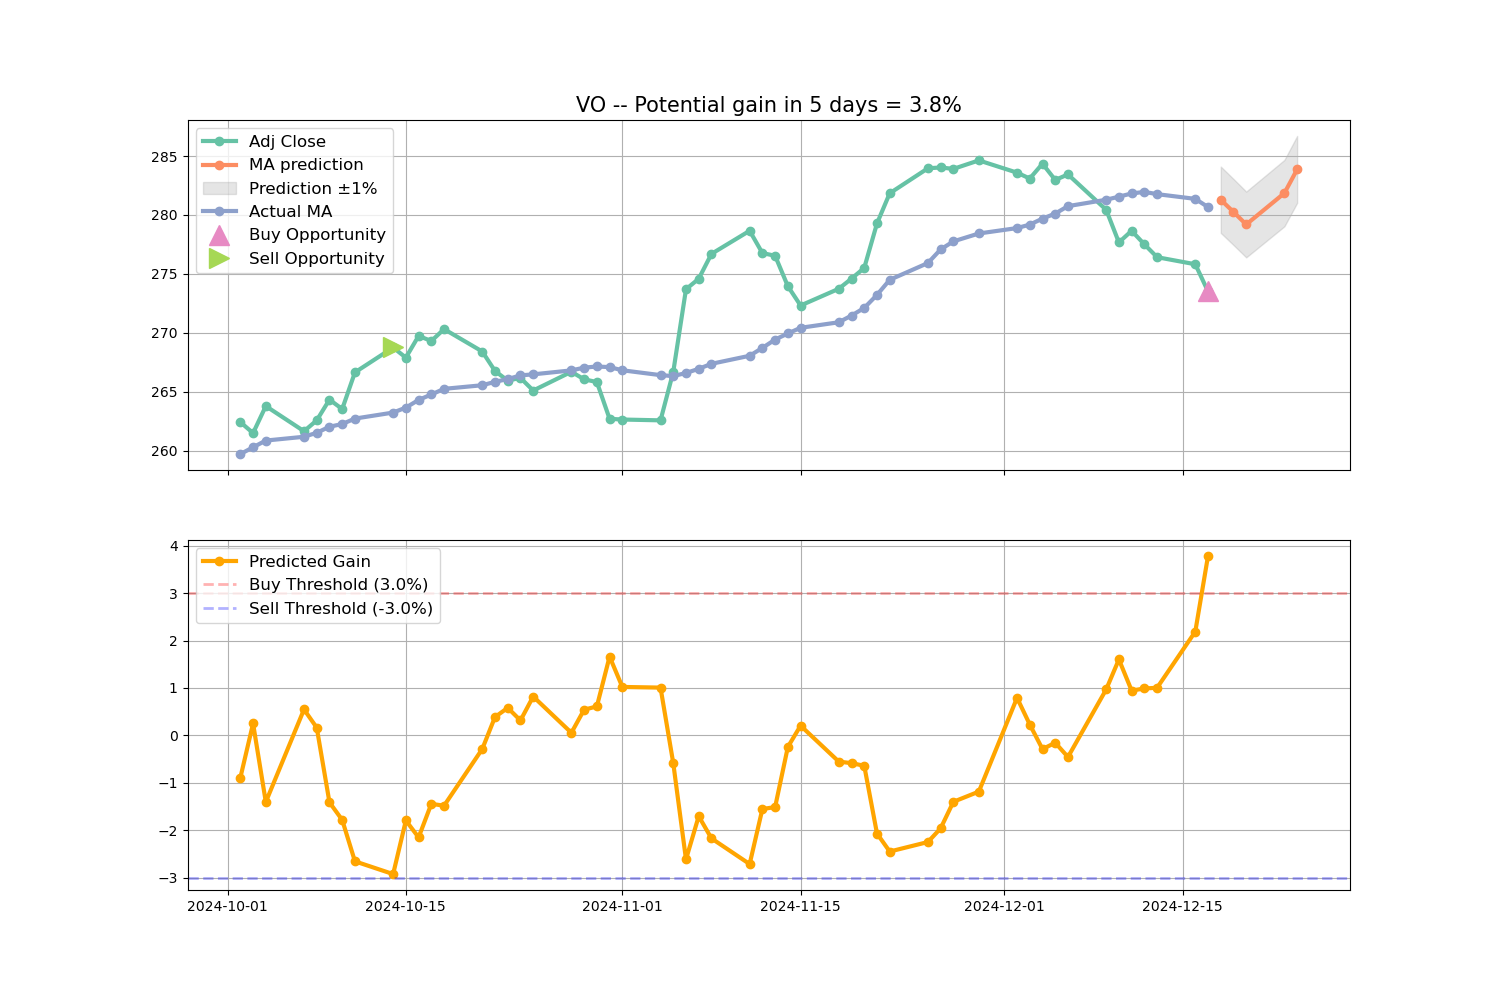 VO -- Potential gain in 5 days = 3.8%
Adj Close
MA prediction
Prediction ±1%
Actual MA
Buy Opportunity
Sell Opportunity
285
280
275
270
265
260
Predicted Gain
Buy Threshold (3.0%)
Sell Threshold (-3.0%)
4
3
2
1
0
−1
−2
−3
2024-10-01 2024-10-15 2024-11-01 2024-11-15 2024-12-01 2024-12-15